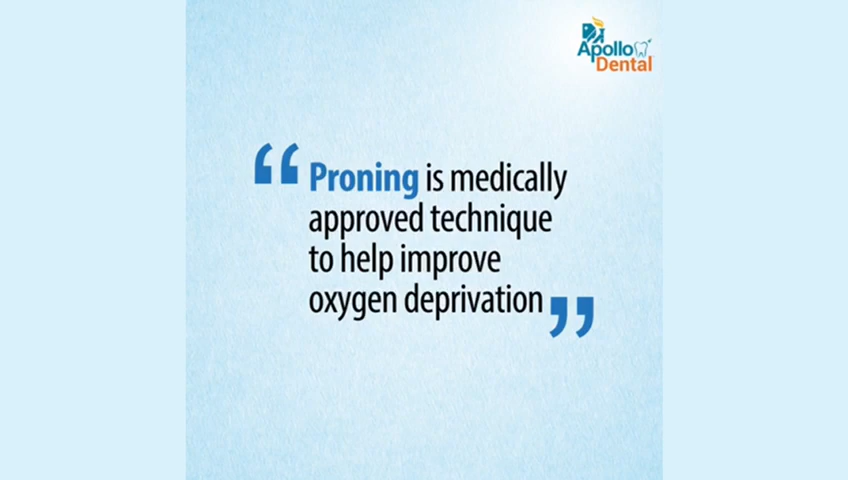 Apollo
Dental
“ Proning is medically
approved technique
to help improve
oxygen deprivation ”